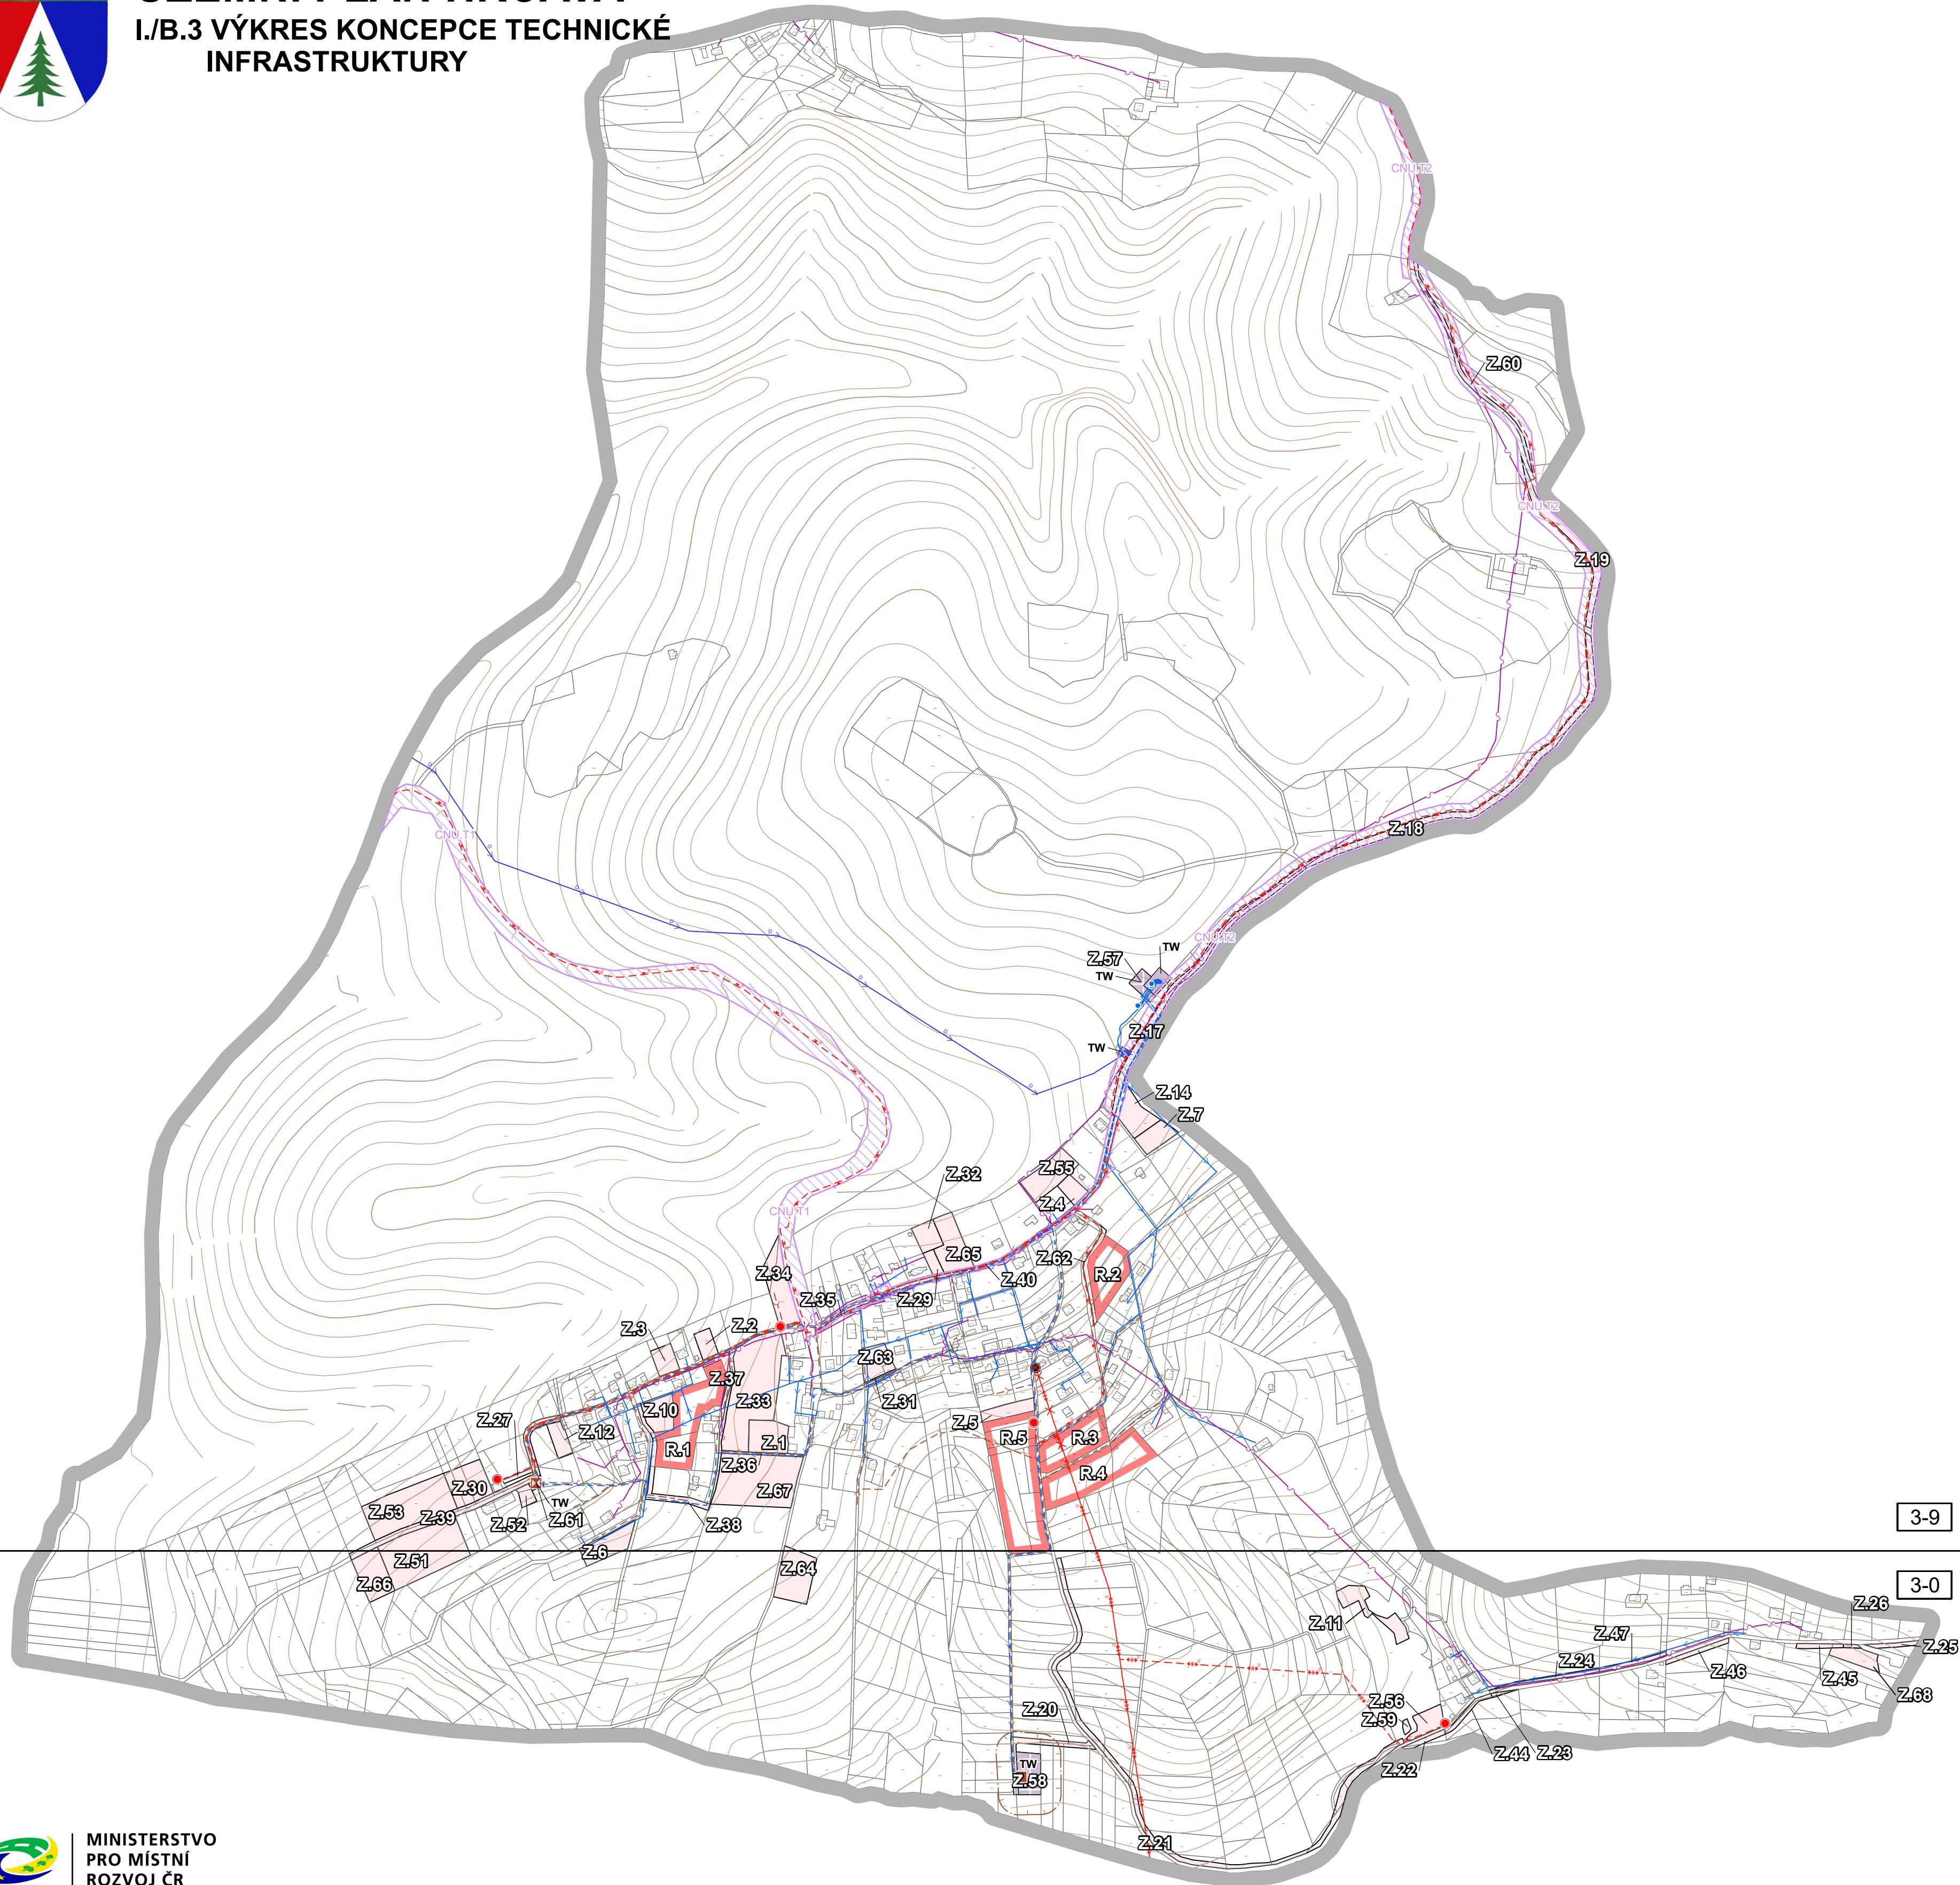 I./B.3 VÝKRES KONCEPCE TECHNICKÉ
INFRASTRUKTURY
CNU.T2
Z.60
CNU.T2
Z.19
CNU.T1
Z.18
CNU.T2
TW
Z.57
TW
Z.17
TW
Z.14
Z.7
Z.55
Z.32
Z.4
CNU.T1
Z.65
Z.62
R.2
Z.34
Z.40
Z.35
Z.29
Z.3
Z.2
Z.63
Z.37
Z.33
Z.31
Z.10
Z.27
Z.5
Z.12
R.5
R.3
R.1
Z.1
Z.36
R.4
Z.30
Z.67
TW
Z.53
Z.39
Z.61
Z.52
Z.38
3-9
Z.6
Z.51
Z.64
Z.66
3-0
Z.11
Z.26
Z.47
Z.25
Z.24
Z.46
Z.45
Z.68
Z.56
Z.20
Z.59
Z.44
Z.23
TW
Z.22
Z.58
Z.21
MINISTERSTVO
PRO MÍSTNÍ
ROZVOJ ČR